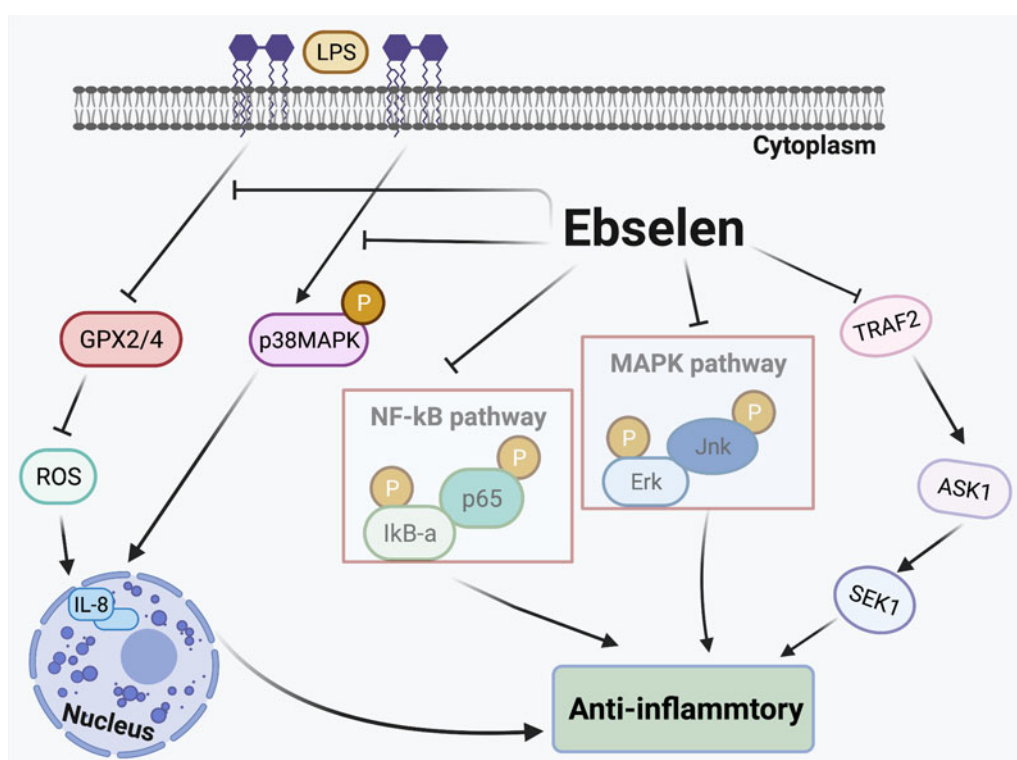 LPS
Cytoplasm
Ebselen
P
GPX2/4
p38MAPK
TRAF2
MAPK pathway
P
P
Jnk
Erk
NF-kB pathway
P
P
p65
IkB-a
ROS
ASK1
IL-8
SEK1
Nucleus
Anti-inflammtory